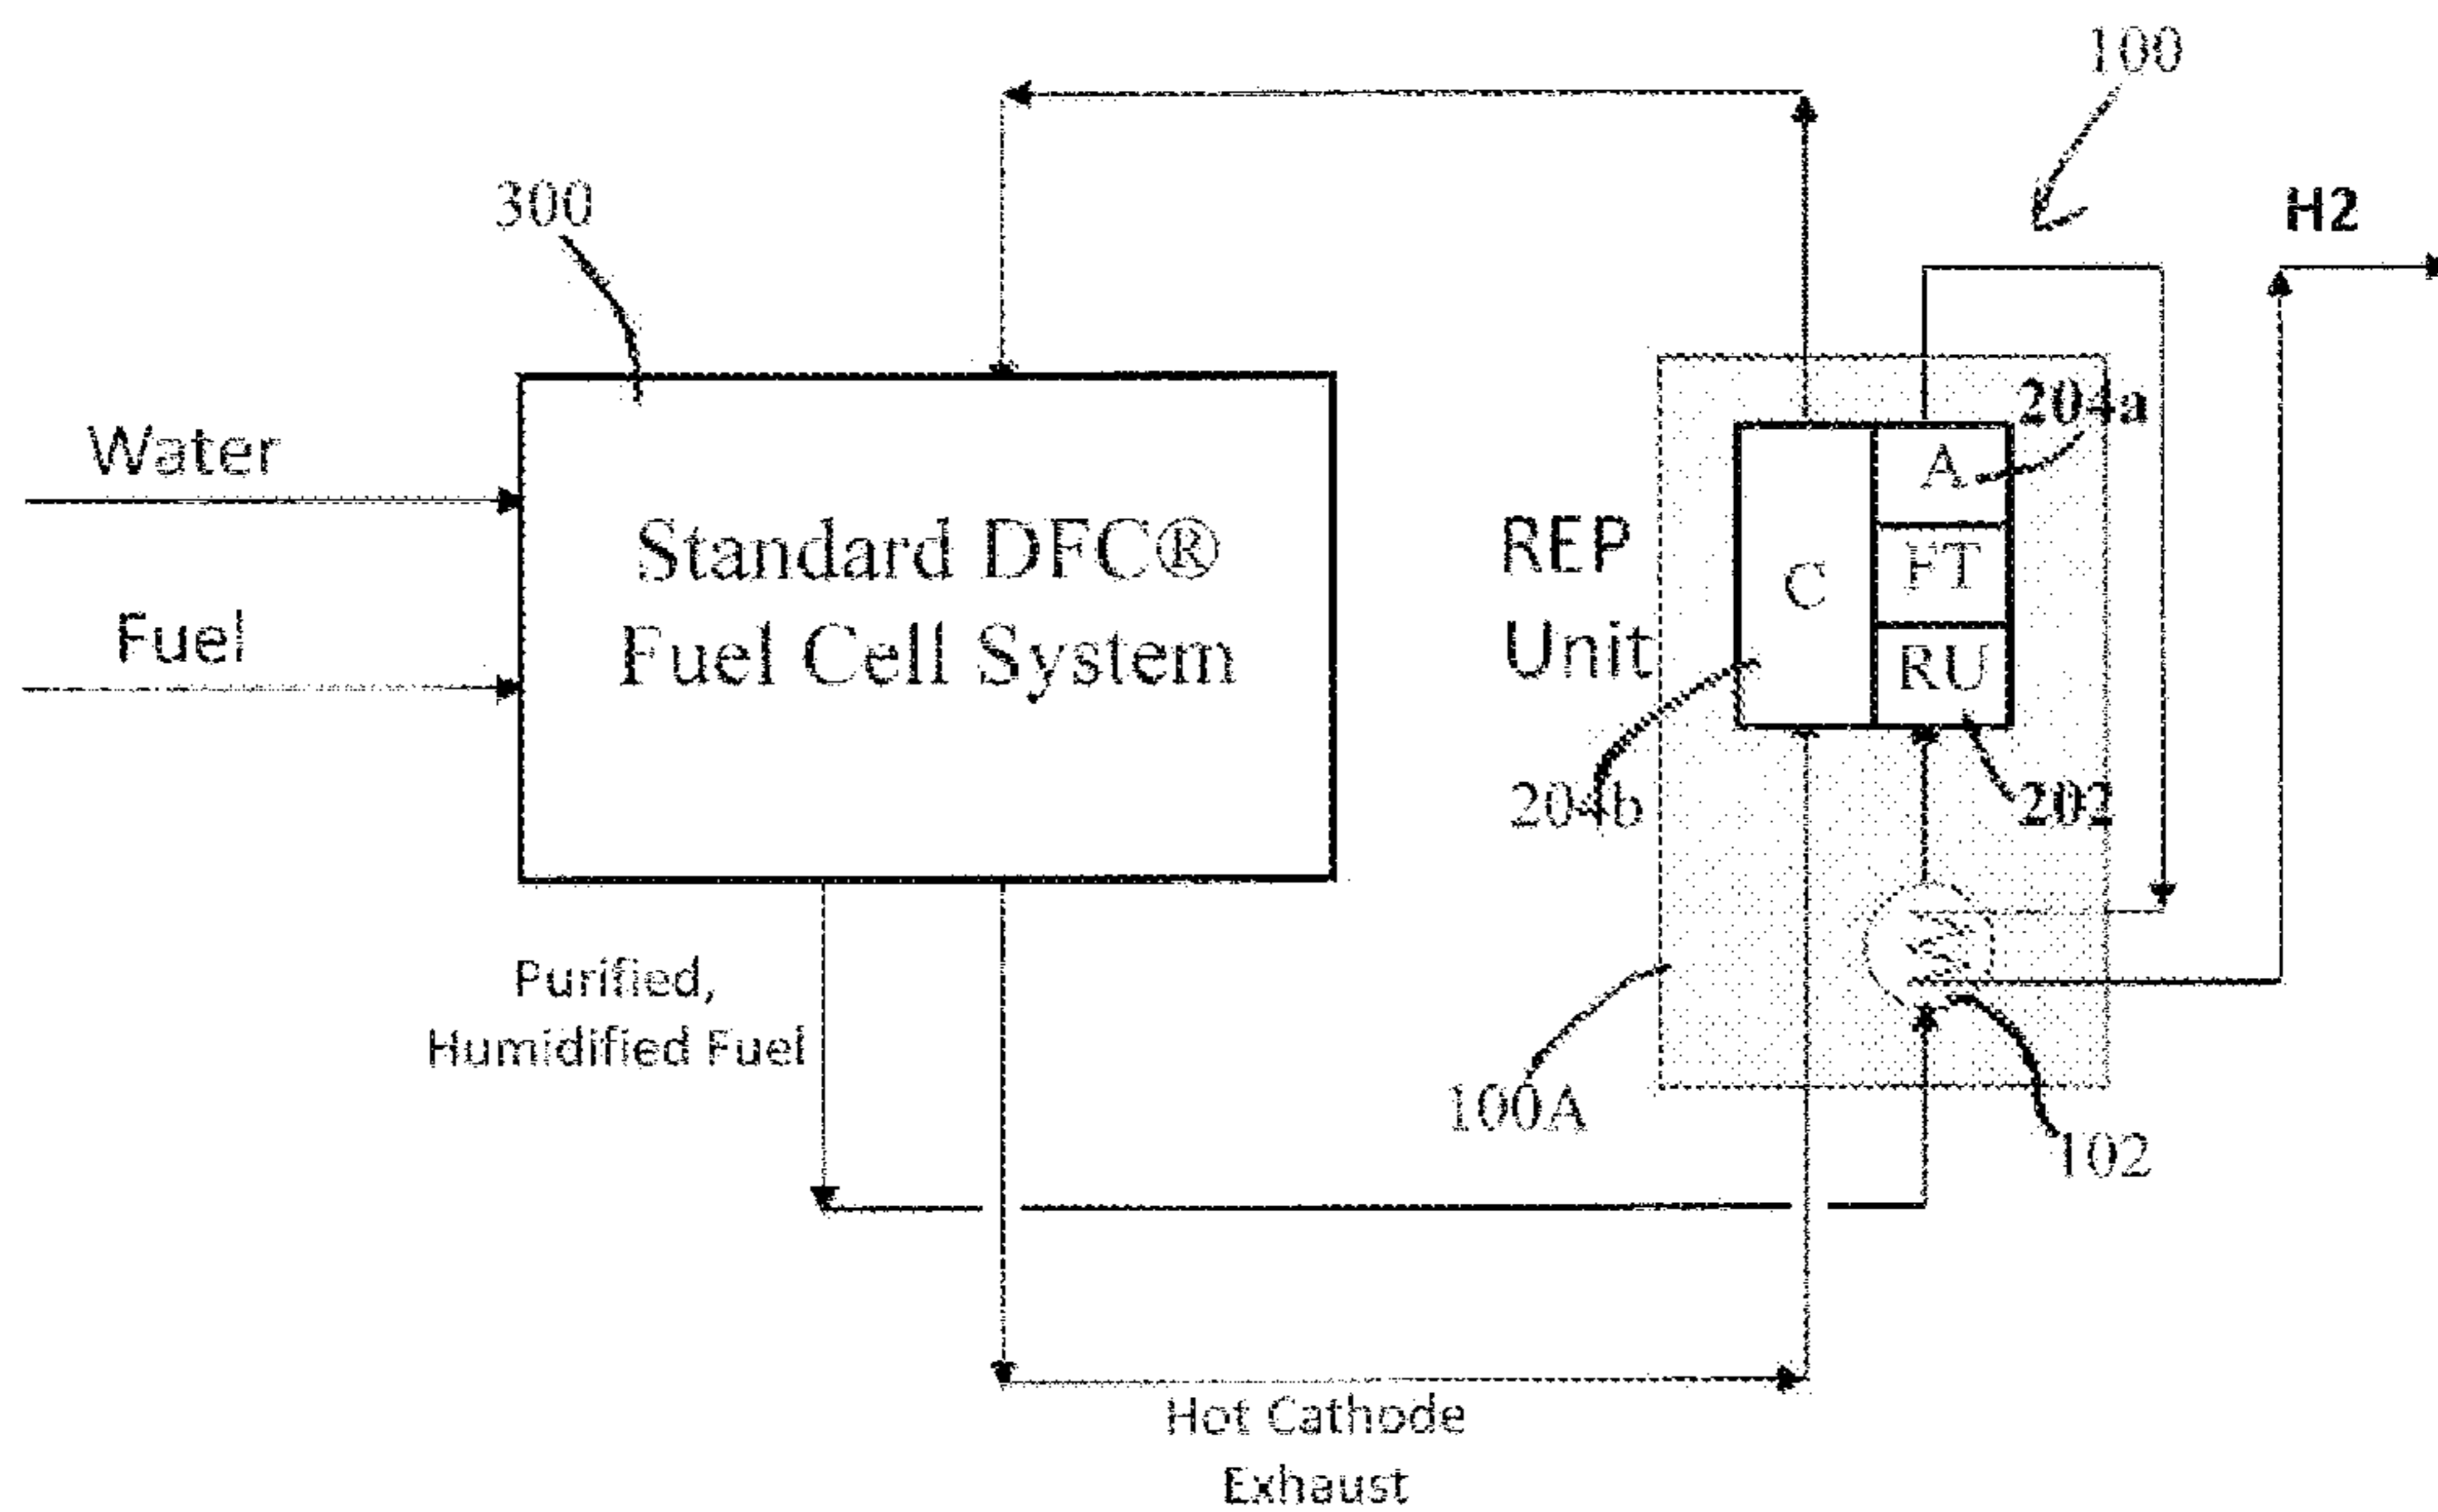 100
300
H2
204a
Water
A
Standard DFC®
REP
FT
C
Fuel
Fuel Cell System
Unit
RU
204b
202
Purified,
Humidified Fuel
100A
102
Hot Cathode
Exhaust